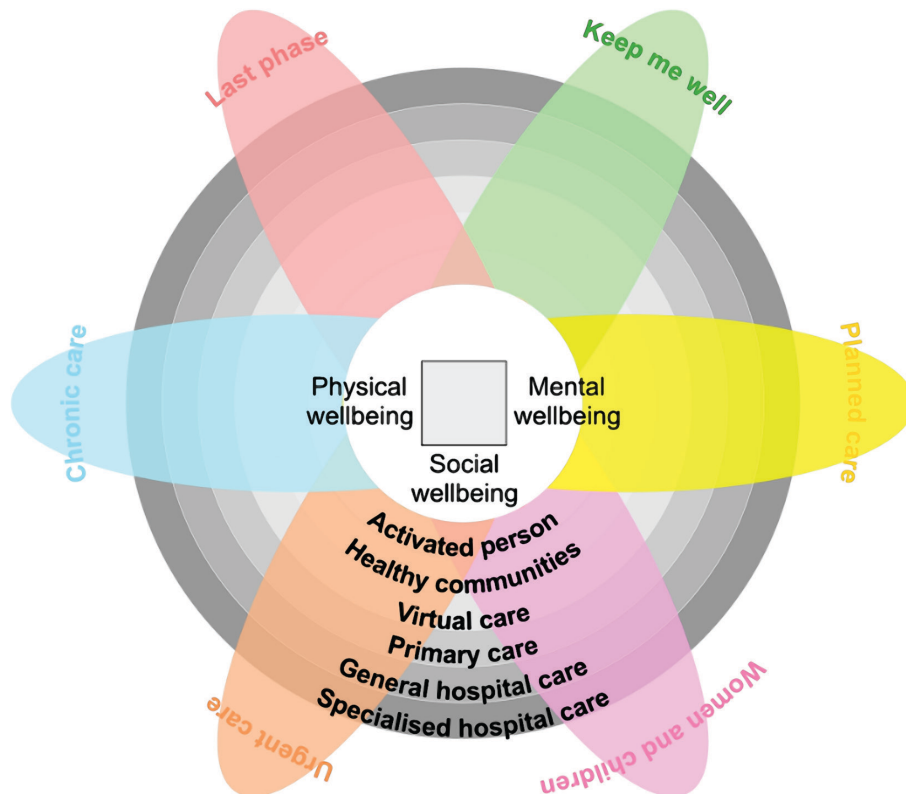 Last phase
Keep me well
Chronic care
Planned care
Physical
wellbeing
Mental
wellbeing
Social
wellbeing
Activated person
Healthy communities
Virtual care
Primary care
General hospital care
Specialised hospital care
Urgent care
Women and children